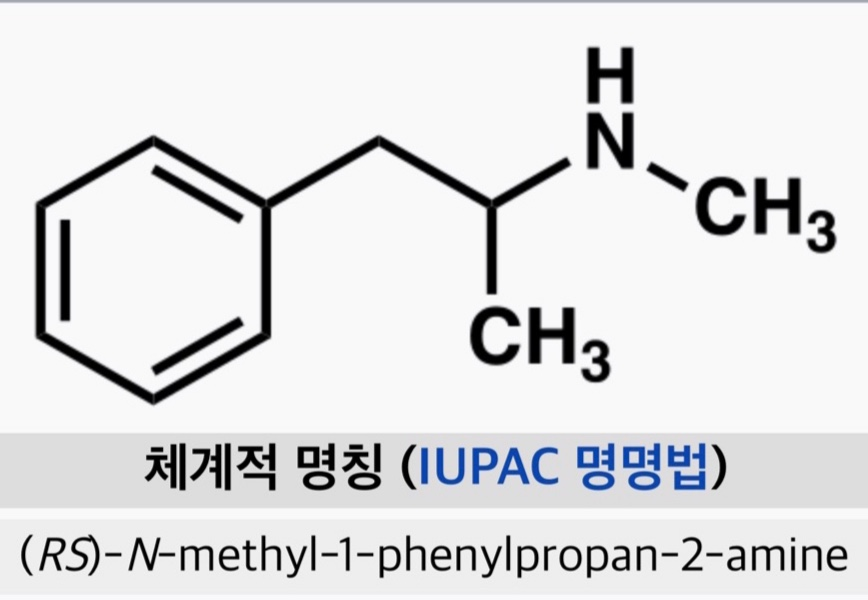 H
N
CH3
CH3
체계적 명칭 (IUPAC 명명법)
(RS)-N-methyl-1-phenylpropan-2-amine